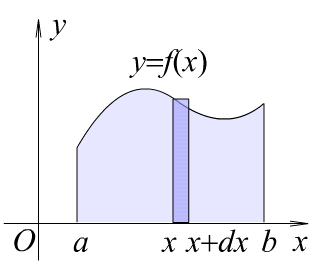 y
y=f(x)
O a x x+dx b x